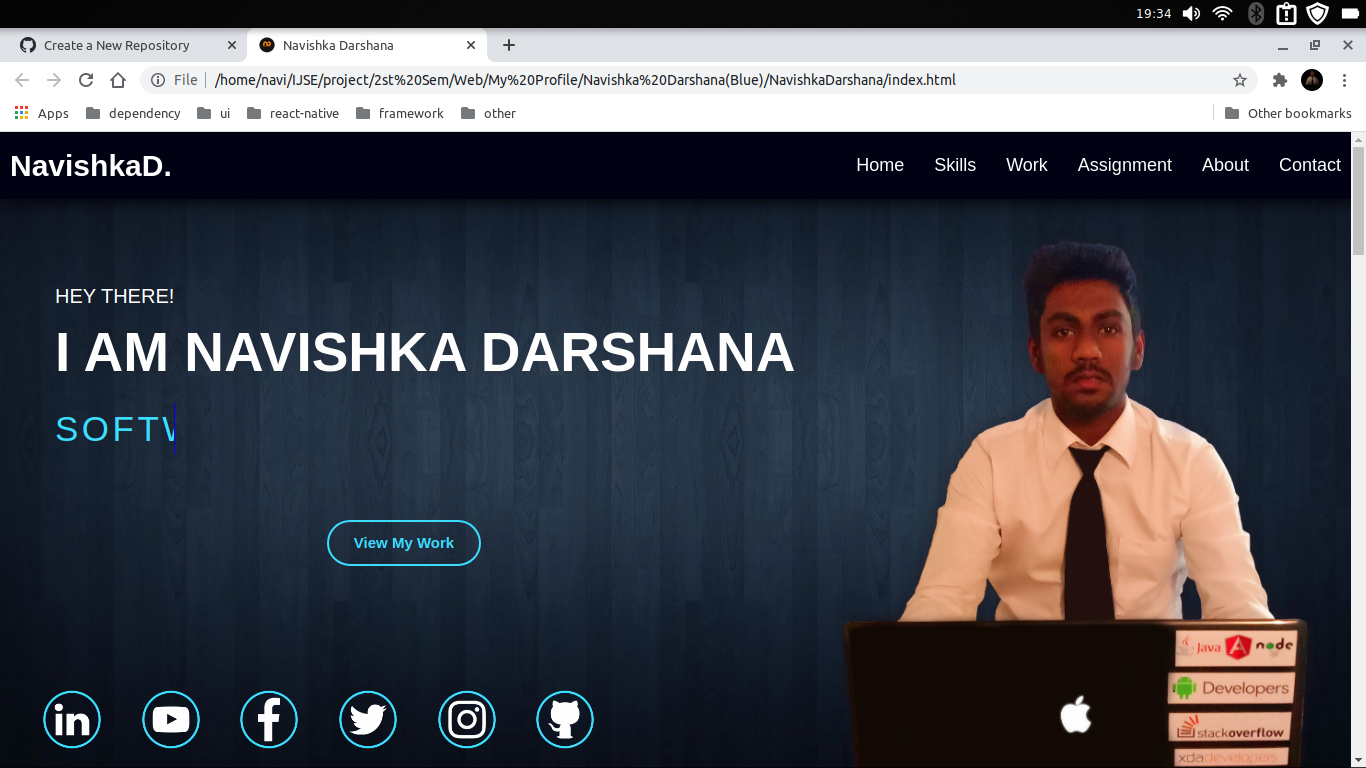 19:34
Create a New Repository
Navishka Darshana
File
/home/navi/IJSE/project/2st%20Sem/Web/My%20Profile/Navishka%20Darshana(Blue)/NavishkaDarshana/index.html
Apps dependency ui react-native framework other Other bookmarks
NavishkaD.
Home Skills Work Assignment About Contact
HEY THERE!
I AM NAVISHKA DARSHANA
SOFTW
View My Work
Java node
Developers
stackoverflow
xdadevelopers